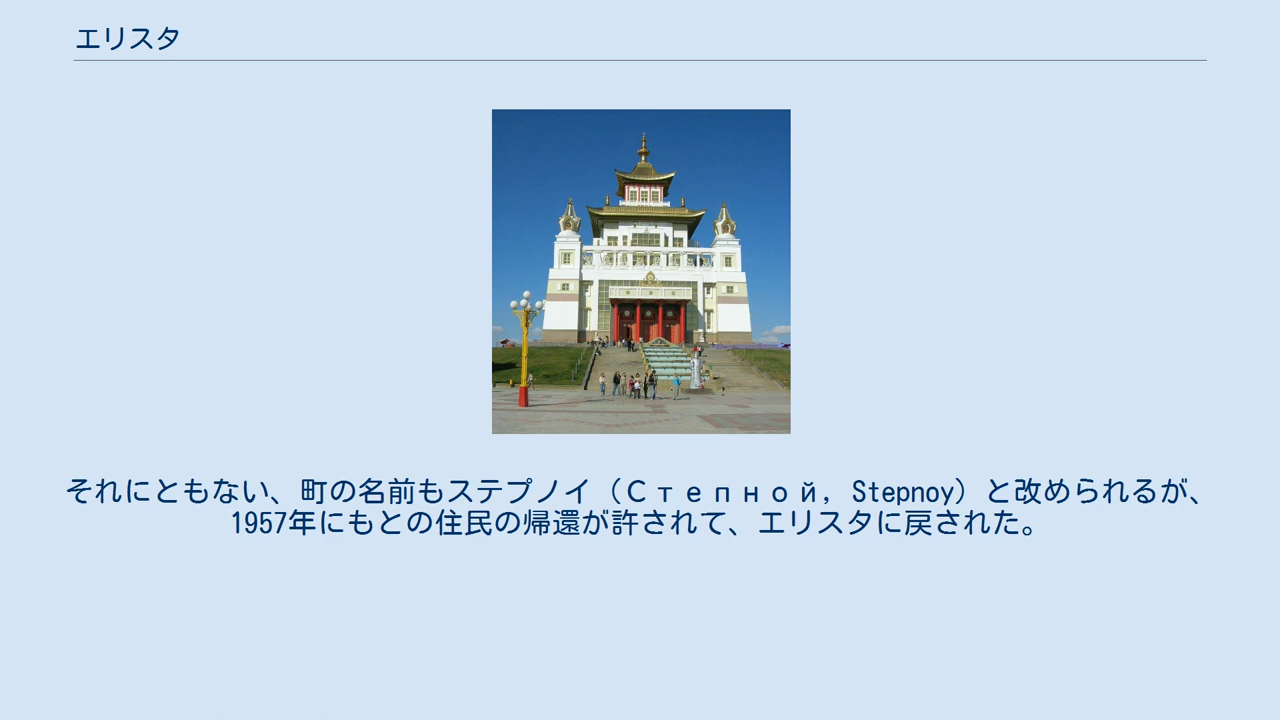 エリスタ
それにともない、町の名前もステプノイ（Степной, Stepnoy）と改められるが、
1957年にもとの住民の帰還が許されて、エリスタに戻された。